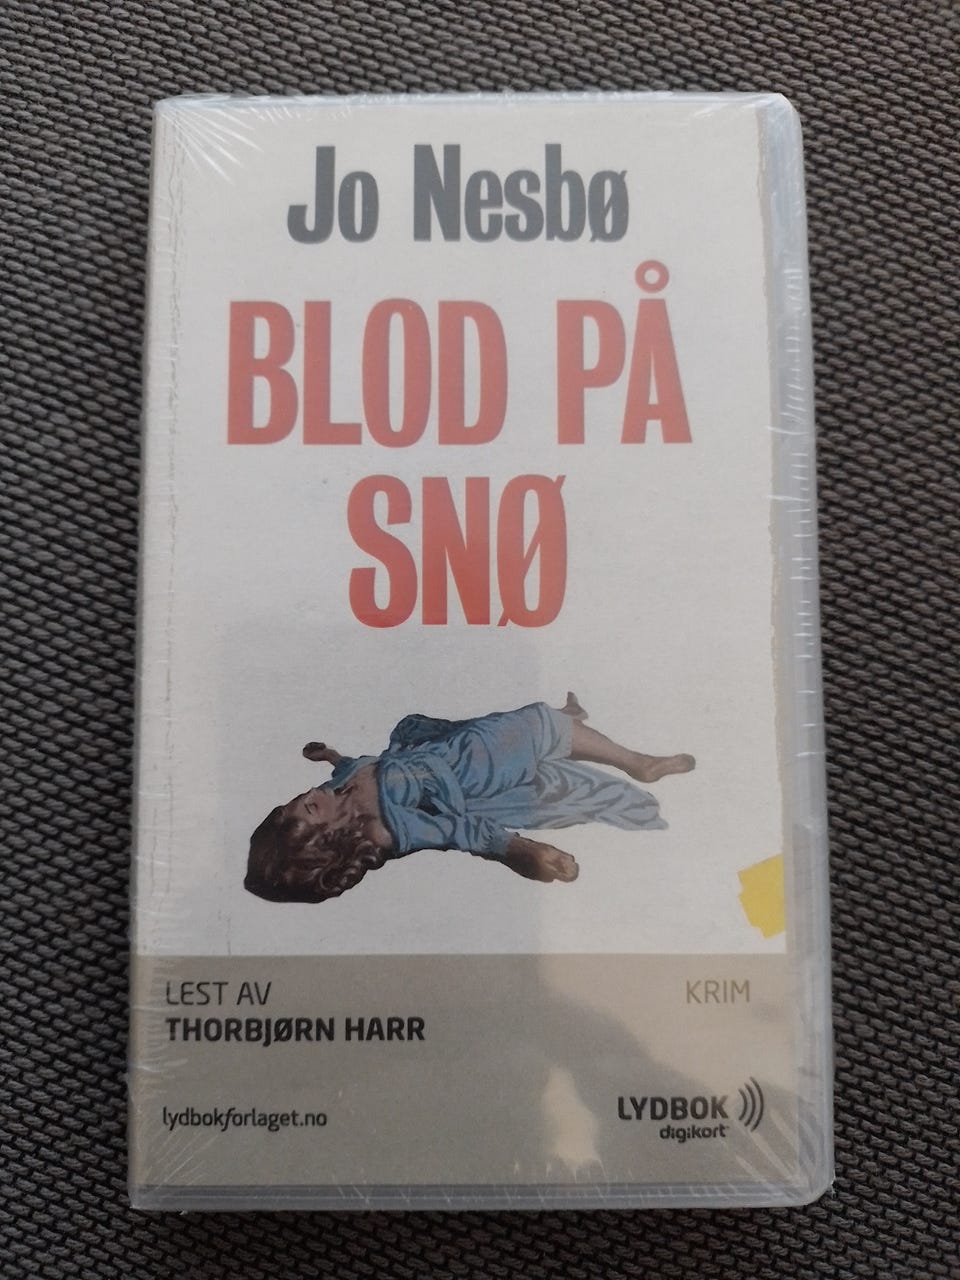 Jo Nesbø
BLOD PÅ
SNØ
LEST AV
THORBJØRN HARR
KRIM
lydbokforlaget.no
LYDBOK
digikort